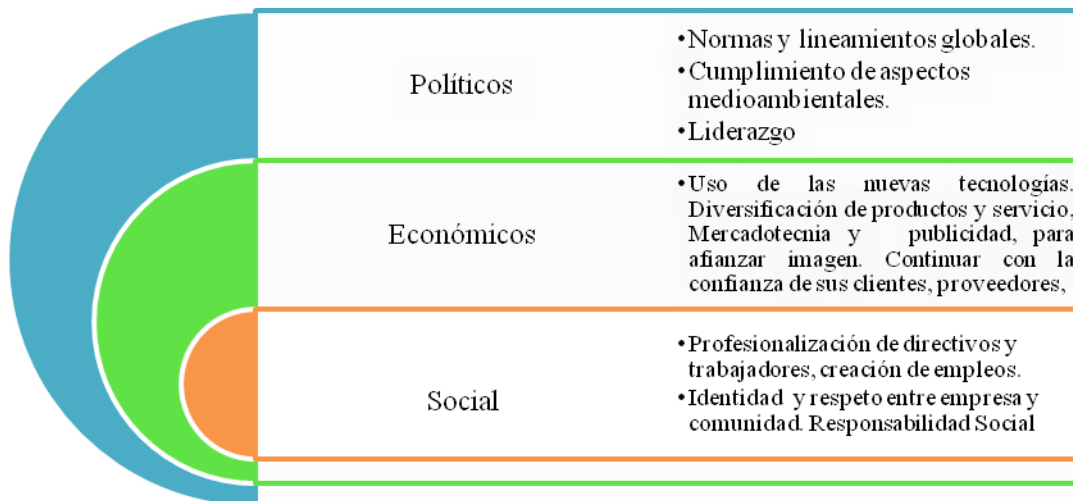 Políticos
•Normas y lineamientos globales.
•Cumplimiento de aspectos
medioambientales.
•Liderazgo
Económicos
•Uso de las nuevas tecnologías.
Diversificación de productos y servicio,
Mercadotecnia y publicidad, para
afianzar imagen. Continuar con la
confianza de sus clientes, proveedores,
Social
•Profesionalización de directivos y
trabajadores, creación de empleos.
•Identidad y respeto entre empresa y
comunidad. Responsabilidad Social